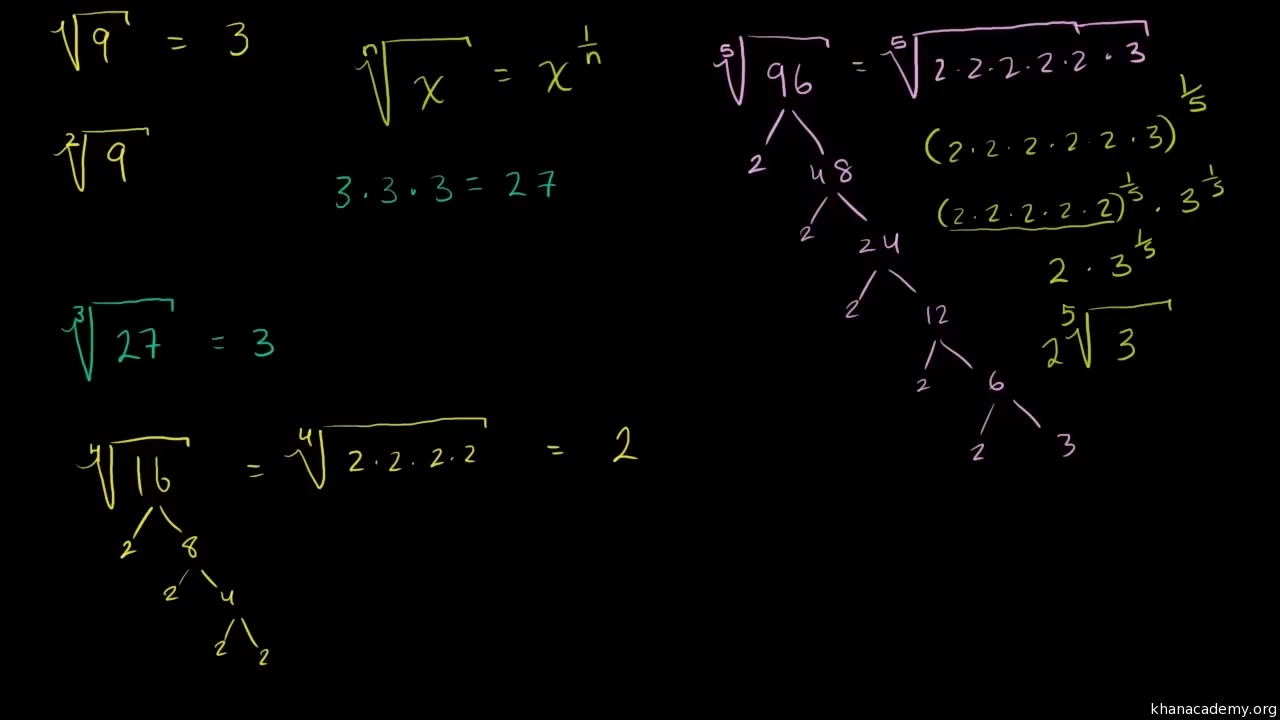 √9 = 3
ⁿ√x = x^(1/n)
²√9
3·3·3 = 27
³√27 = 3
⁴√16 = ⁴√2·2·2·2 = 2
2 8
2 4
2 2
⁵√96 = ⁵√2·2·2·2·2·3
2 48
2 24
2 12
2 6
2 3
(2·2·2·2·2·3)^(1/5)
(2·2·2·2·2)^(1/5) · 3^(1/5)
2 · 3^(1/5)
2 ⁵√3
khanacademy.org